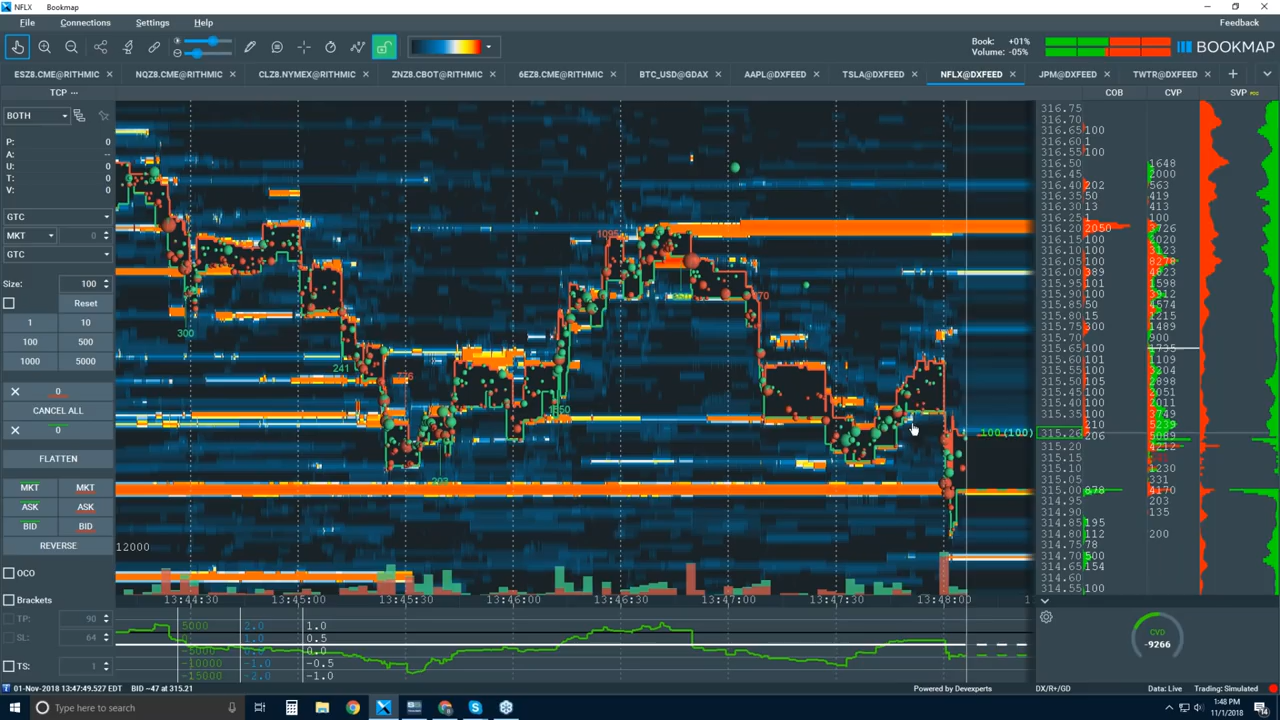 NFLX
File Connections Settings Help Feedback
Book: +01%
Volume: -05%
BOOKMAP
ESZ8.CME@RITHMIC NQZ8.CME@RITHMIC CLZ8.NYMEX@RITHMIC ZNZ8.CBOT@RITHMIC 6EZ8.CME@RITHMIC BTC_USD@GDAX AAPL@DXFEED TSLA@DXFEED NFLX@DXFEED JPM@DXFEED TWTR@DXFEED
TCP ...
COB CVP SVP
BOTH
P: 0
A: --
U: 0
T: 0
V: 0
GTC
MKT 0
GTC
Size: 100
Reset
1 10
100 500
1000 5000
0
CANCEL ALL
0
FLATTEN
MKT MKT
ASK ASK
BID BID
REVERSE
OCO
Brackets
TP: 90
SL: 64
TS: 1
300
241
1095
100(100)
12000
13:44:30 13:45:00 13:45:30 13:46:00 13:46:30 13:47:00 13:47:30 13:48:00
5000 2.0 1.0
0 1.0 0.5
-10000 -1.0 -0.5
-15000 -2.0 -1.0
316.75
316.70
316.65 100
316.60 1
316.55 100
316.50 1648
316.45 2000
316.40 202 563
316.35 50 419
316.30 13 413
316.25 1 100
316.20 2050 3726
316.15 100 2020
316.10 100 3123
316.05 100 8278
316.00 389 4823
315.95 101 1598
315.90 100 3912
315.85 50 4574
315.80 15 1215
315.75 300 1489
315.70 900
315.65 100 1735
315.60 101 1109
315.55 100 3204
315.50 105 2898
315.45 100 2051
315.40 100 2011
315.35 100 3749
210 5239
315.26 206 5089
315.20 4212
315.15
315.10 1230
315.05 331
315.00 878 4170
314.95 203
314.90 135
314.85 195
314.80 112 200
314.75 78
314.70 500
314.65 154
314.60
314.55 100
CVD
-9266
01-Nov-2018 13:47:49.527 EDT BID ~47 at 315.21 Powered by Devexperts DX/R+/GD Data: Live Trading: Simulated
Type here to search
1:48 PM
11/1/2018
14